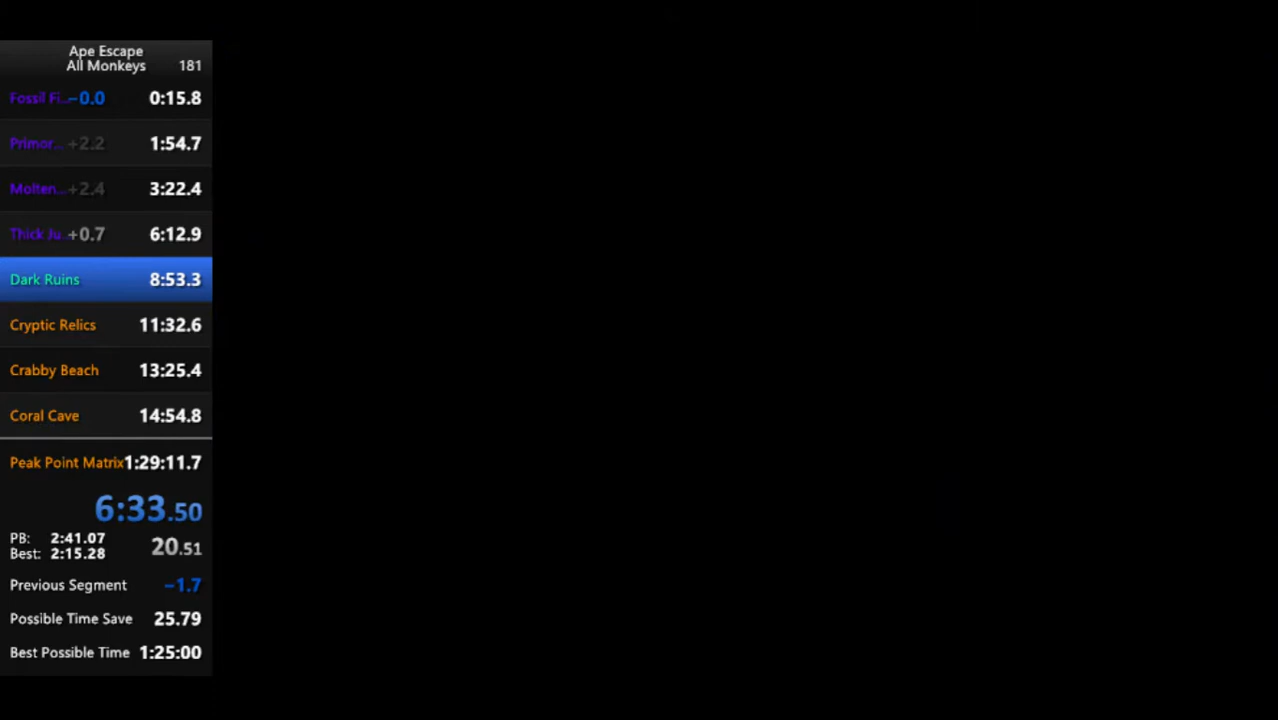 Ape Escape
All Monkeys 181
Fossil Fi... −0.0 0:15.8
Primor... +2.2 1:54.7
Molten... +2.4 3:22.4
Thick Ju... +0.7 6:12.9
Dark Ruins 8:53.3
Cryptic Relics 11:32.6
Crabby Beach 13:25.4
Coral Cave 14:54.8
Peak Point Matrix 1:29:11.7
6:33.50
PB: 2:41.07
Best: 2:15.28 20.51
Previous Segment −1.7
Possible Time Save 25.79
Best Possible Time 1:25:00